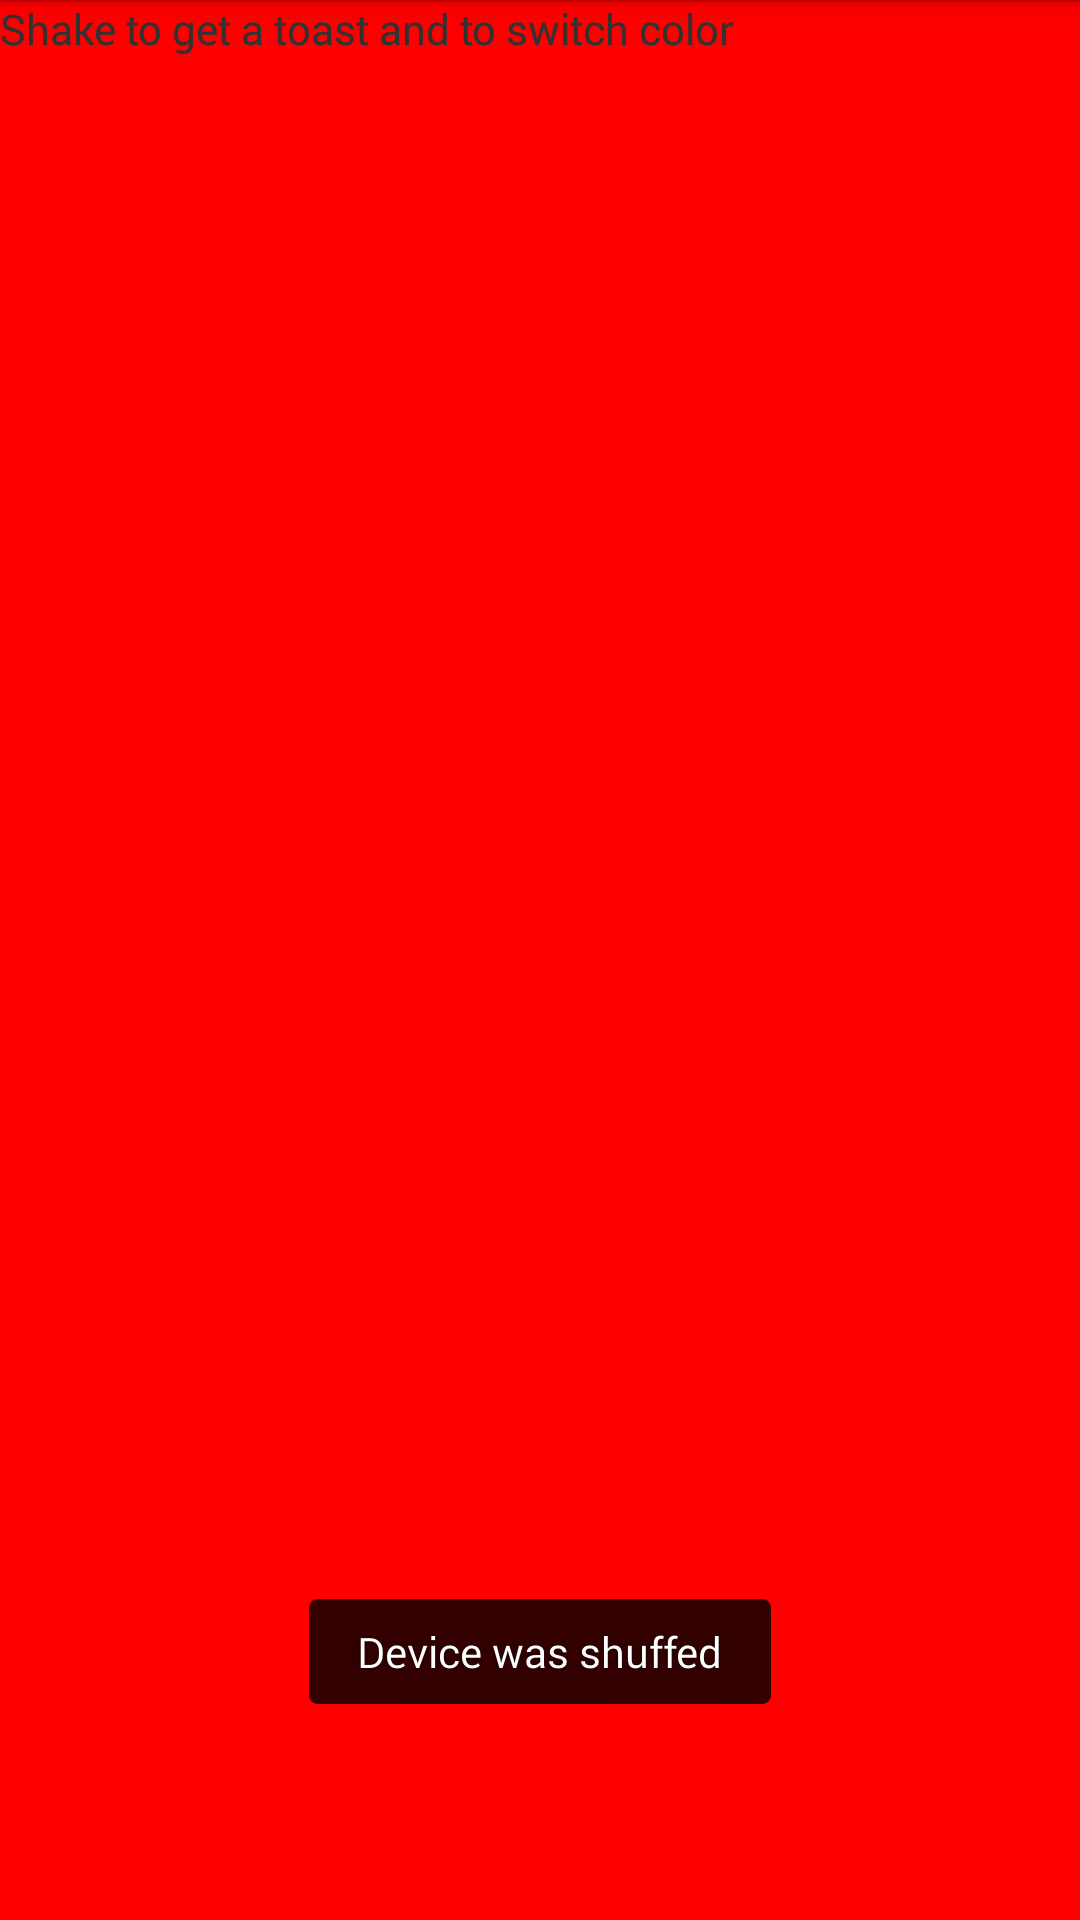 Shake to get a toast and to switch color
Device was shuffed